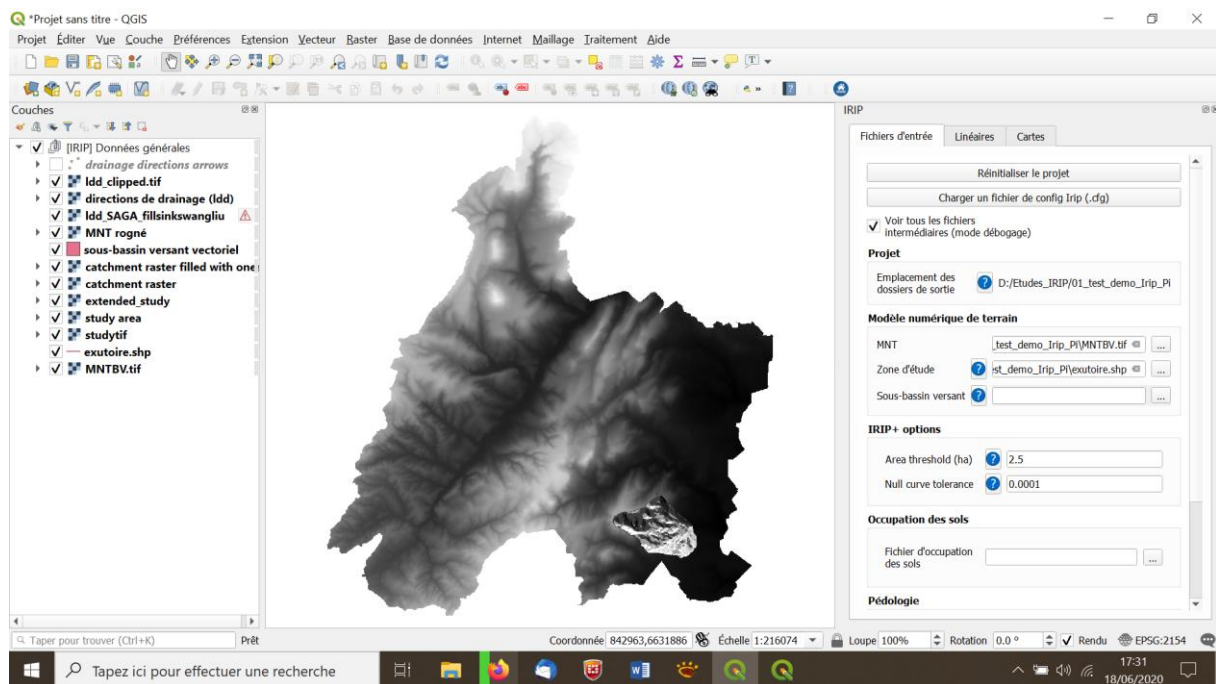 *Projet sans titre - QGIS
Projet Éditer Vue Couche Préférences Extension Vecteur Raster Base de données Internet Maillage Traitement Aide
Couches
[IRIP] Données générales
drainage directions arrows
ldd_clipped.tif
directions de drainage (ldd)
ldd_SAGA_fillsinkswangliu
MNT rogné
sous-bassin versant vectoriel
catchment raster filled with one
catchment raster
extended_study
study area
studytif
exutoire.shp
MNTBV.tif
IRIP
Fichiers d'entrée Linéaires Cartes
Réinitialiser le projet
Charger un fichier de config Irip (.cfg)
Voir tous les fichiers
intermédiaires (mode débogage)
Projet
Emplacement des
dossiers de sortie
D:/Etudes_IRIP/01_test_demo_Irip_Pi
Modèle numérique de terrain
MNT _test_demo_Irip_Pi\MNTBV.tif ...
Zone d'étude est_demo_Irip_Pi\exutoire.shp ...
Sous-bassin versant ...
IRIP+ options
Area threshold (ha) 2.5
Null curve tolerance 0.0001
Occupation des sols
Fichier d'occupation
des sols
...
Pédologie
Taper pour trouver (Ctrl+K) Prêt Coordonnée 842963,6631886 Échelle 1:216074 Loupe 100% Rotation 0.0 ° Rendu EPSG:2154
Tapez ici pour effectuer une recherche
17:31
18/06/2020